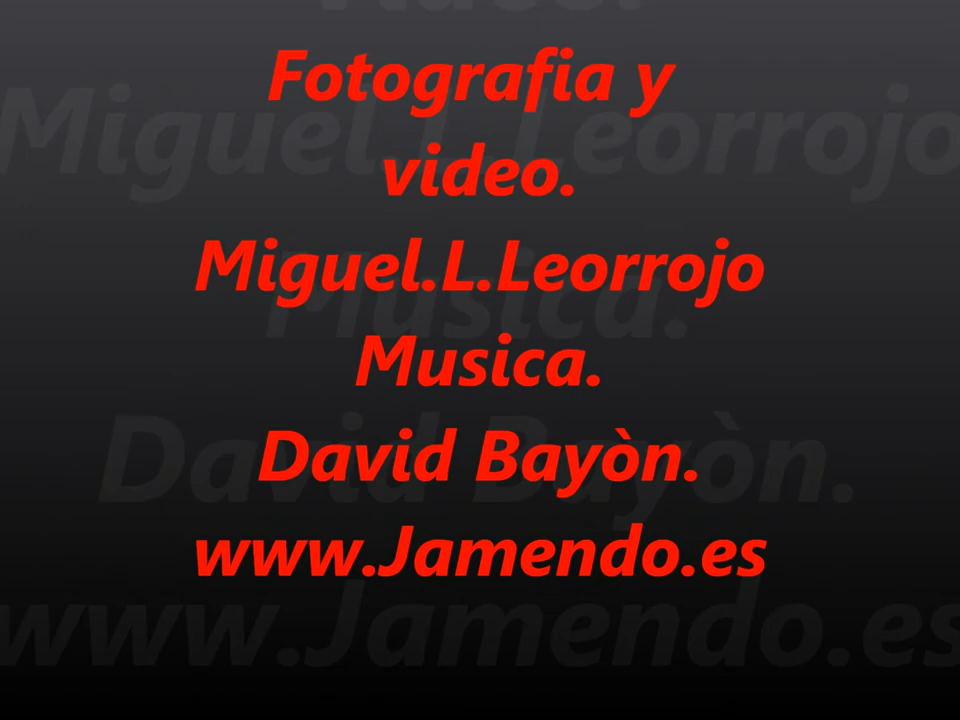 Fotografia y
video.
Miguel.L.Leorrojo
Musica.
David Bayòn.
www.Jamendo.es